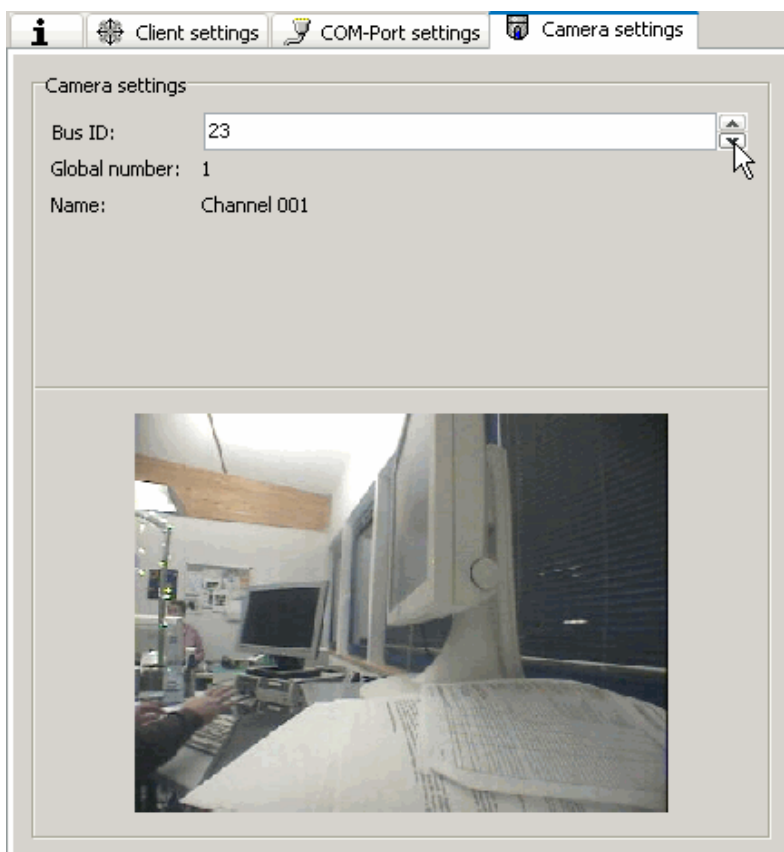 i Client settings COM-Port settings Camera settings
Camera settings
Bus ID: 23
Global number: 1
Name: Channel 001